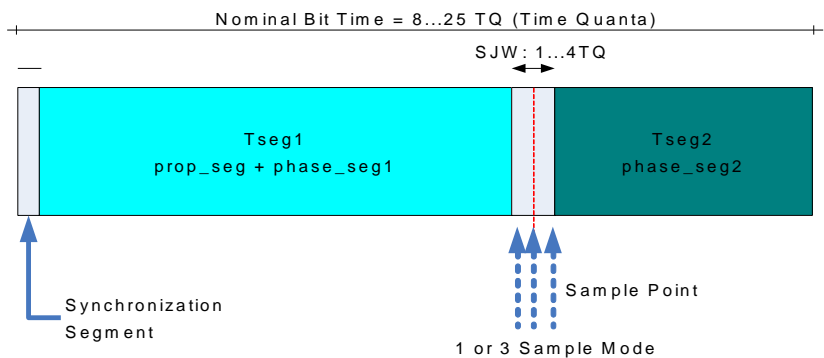 Nominal Bit Time = 8...25 TQ (Time Quanta)
SJW: 1...4TQ
Tseg1
prop_seg + phase_seg1
Tseg2
phase_seg2
Sample Point
Synchronization
Segment
1 or 3 Sample Mode